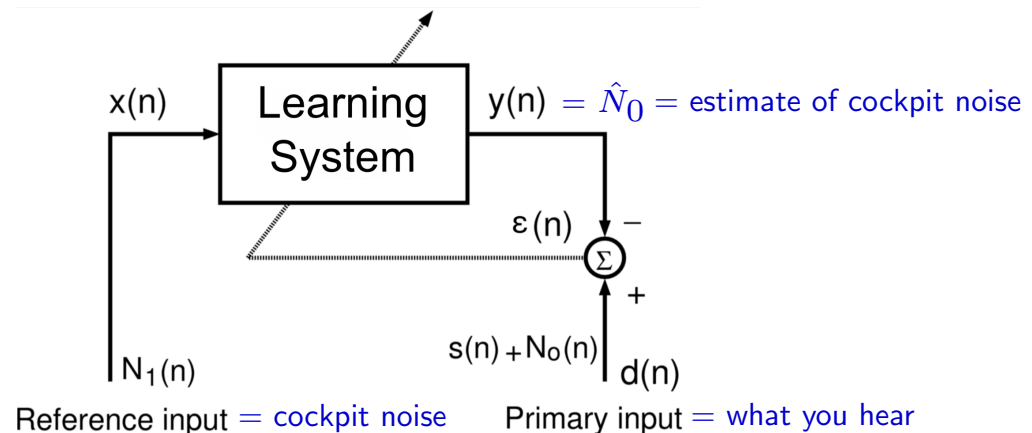 x(n)
Learning
System
y(n) = N̂₀ = estimate of cockpit noise
ε(n)
−
Σ
+
s(n) + N₀(n)
N₁(n)
d(n)
Reference input = cockpit noise
Primary input = what you hear